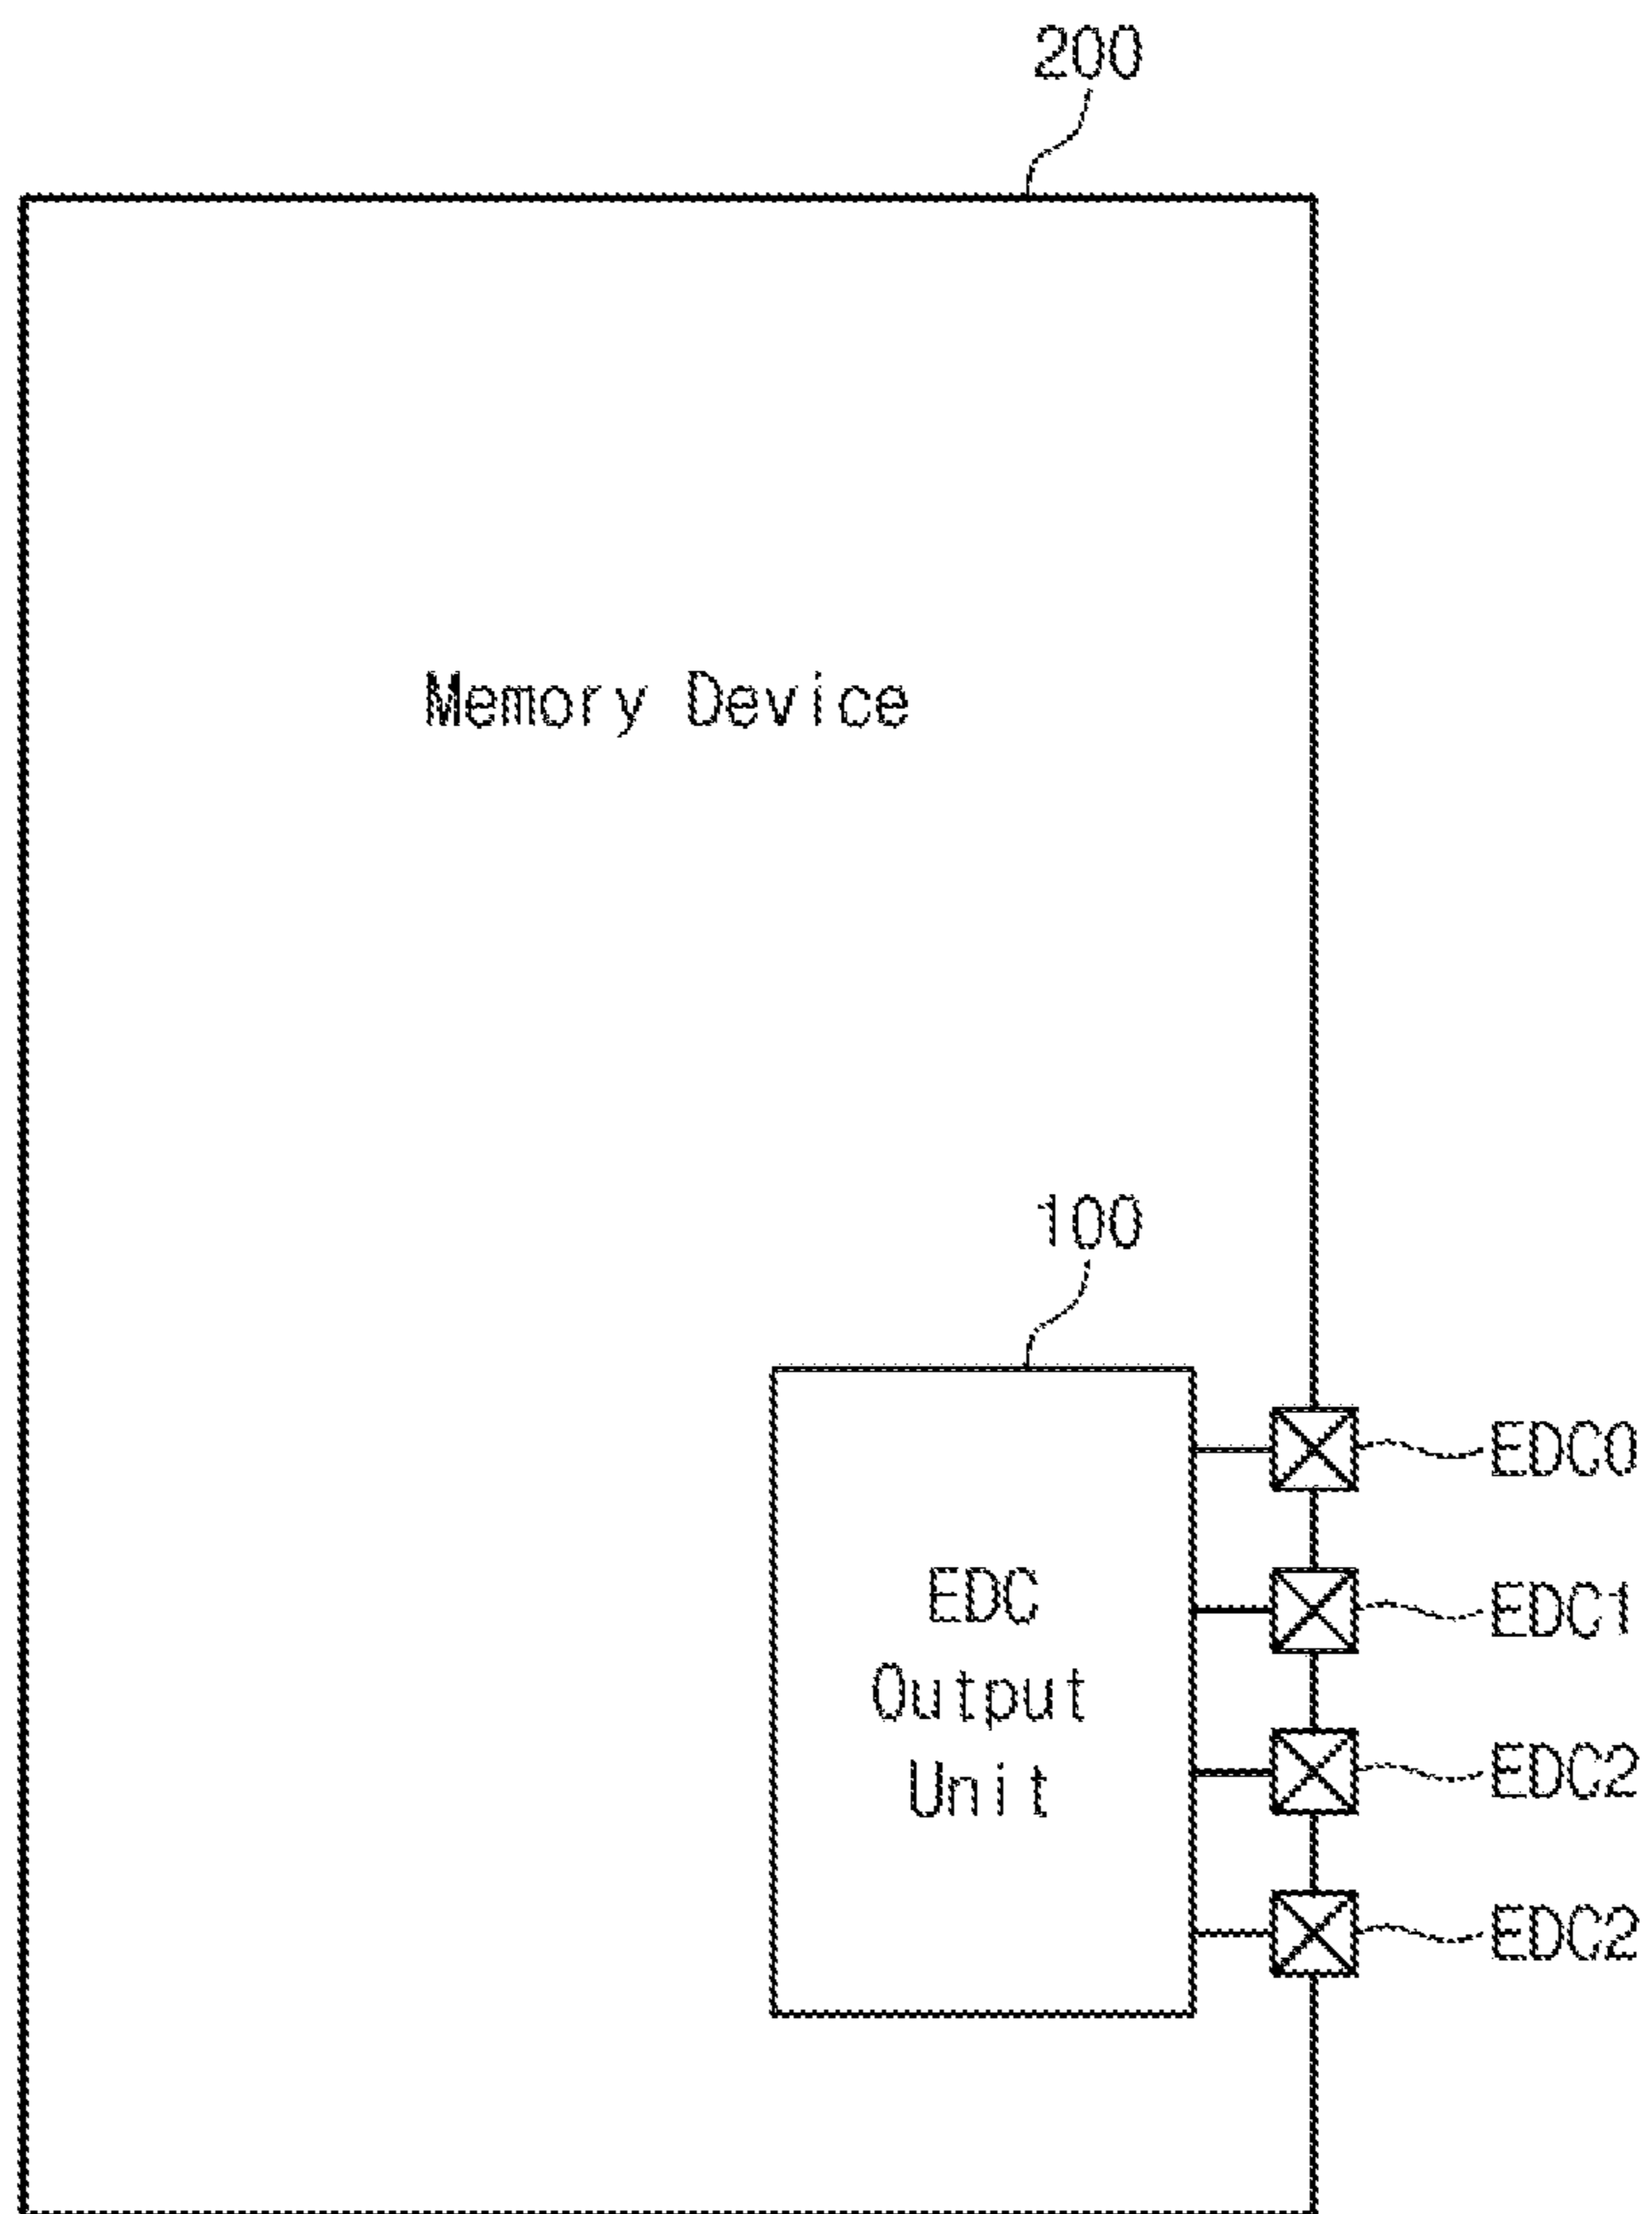 200
Memory Device
100
EDC0
EDC1
EDC
Output
Unit
EDC2
EDC2